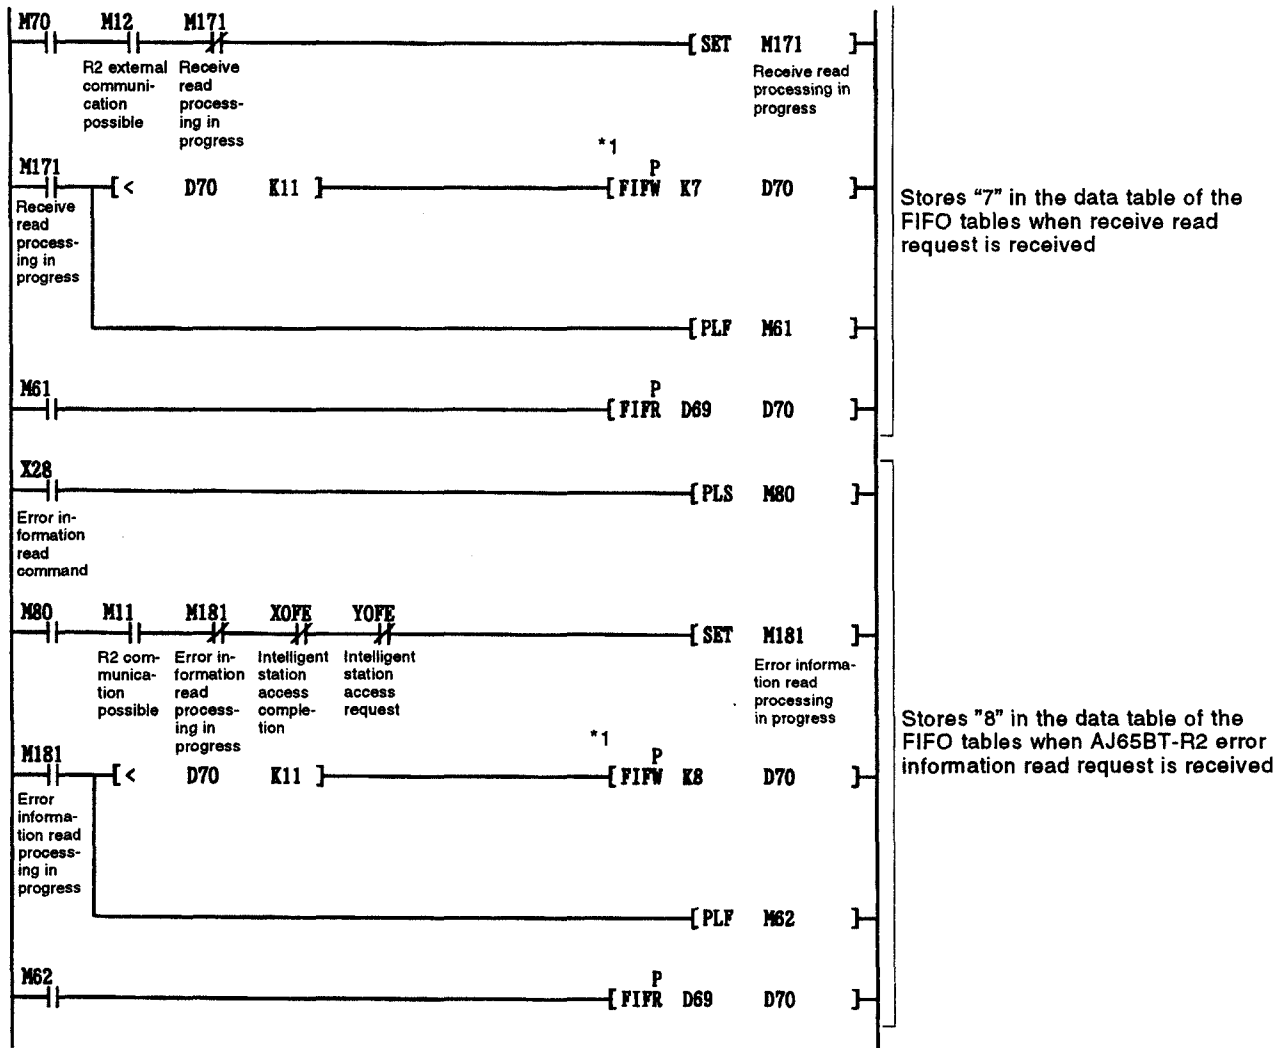 M70 M12 M171
[ SET M171 ]
R2 external
communi-
cation
possible
Receive
read
process-
ing in
progress
Receive read
processing in
progress
*1
M171
[ < D70 K11 ]
P
[ FIFW K7 D70 ]
Receive
read
process-
ing in
progress
Stores "7" in the data table of the
FIFO tables when receive read
request is received
[ PLF M61 ]
M61
P
[ FIFR D69 D70 ]
X28
[ PLS M80 ]
Error in-
formation
read
command
M80 M11 M181 X0FE Y0FE
[ SET M181 ]
R2 com-
munica-
tion
possible
Error in-
formation
read
process-
ing in
progress
Intelligent
station
access
comple-
tion
Intelligent
station
access
request
Error informa-
tion read
processing
in progress
*1
M181
[ < D70 K11 ]
P
[ FIFW K8 D70 ]
Error
informa-
tion read
process-
ing in
progress
Stores "8" in the data table of the
FIFO tables when AJ65BT-R2 error
information read request is received
[ PLF M62 ]
M62
P
[ FIFR D69 D70 ]